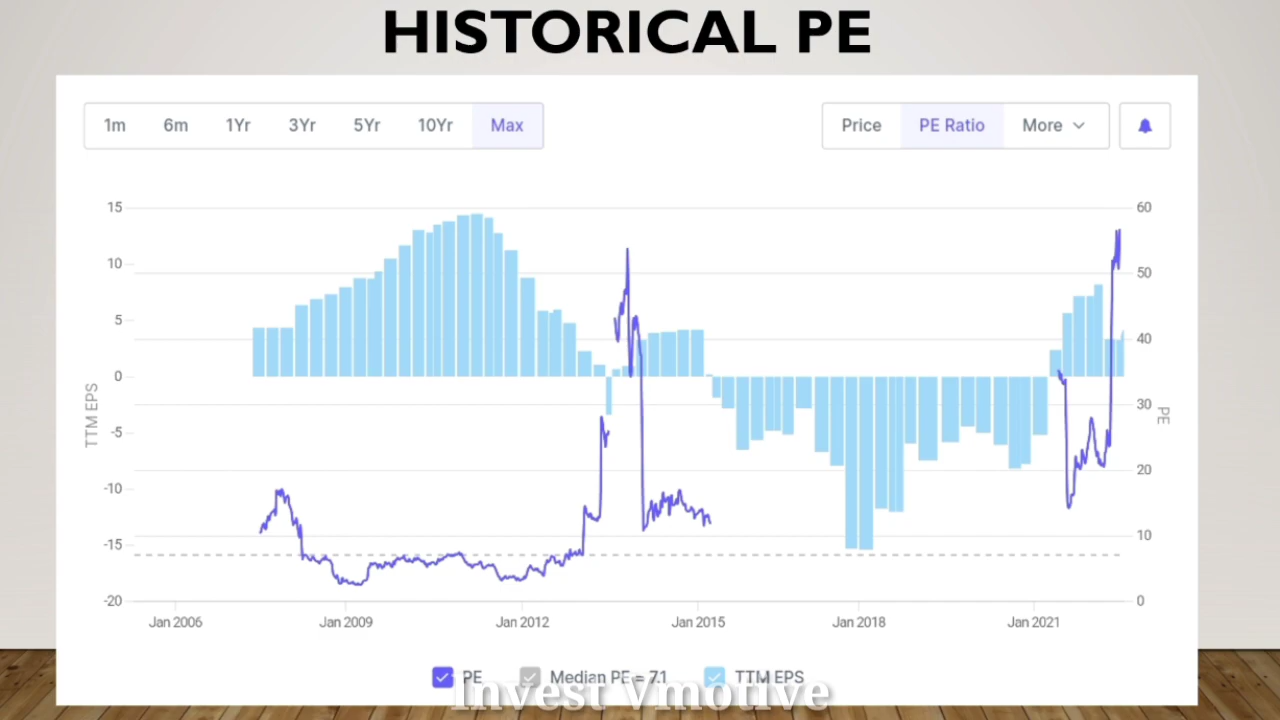 HISTORICAL PE
1m 6m 1Yr 3Yr 5Yr 10Yr Max Price PE Ratio More
15 60
10 50
5 40
0
-5 30
-10 20
-15 10
-20 0
TTM EPS
PE
Jan 2006 Jan 2009 Jan 2012 Jan 2015 Jan 2018 Jan 2021
PE Median PE = 7.1 TTM EPS
Invest Vmotive